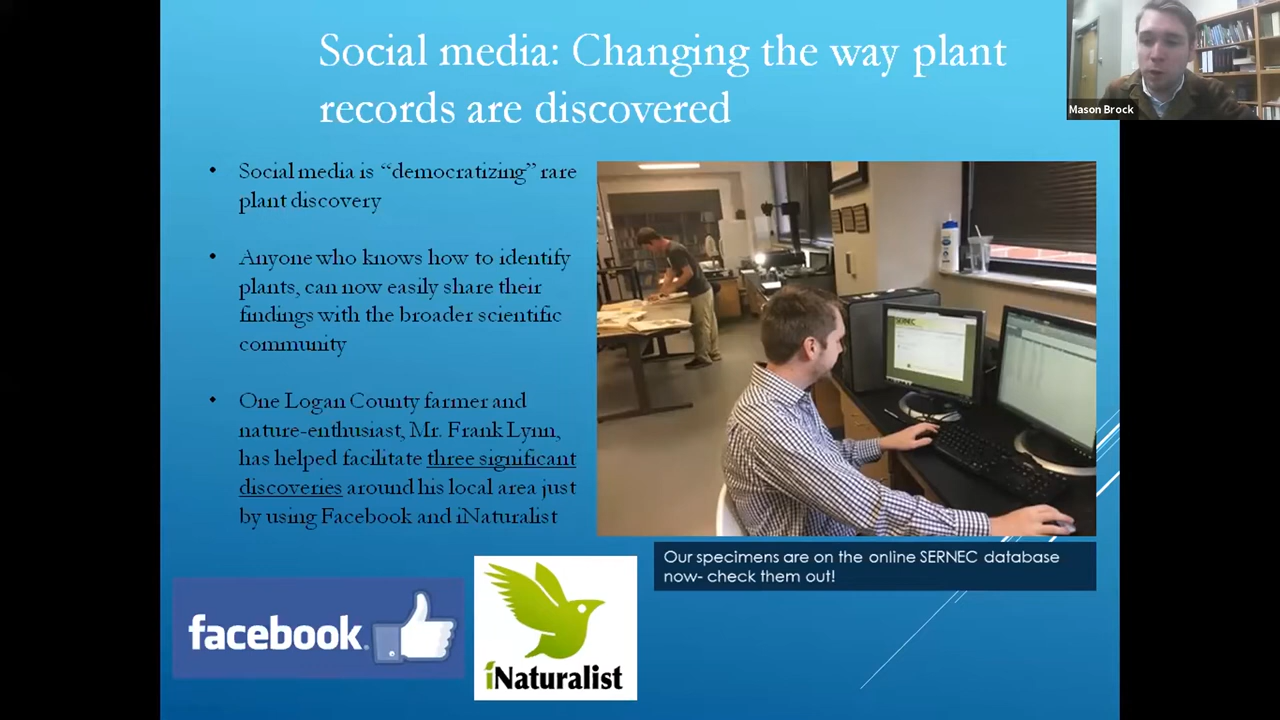 Social media: Changing the way plant
records are discovered
Mason Brock
• Social media is “democratizing” rare
plant discovery
• Anyone who knows how to identify
plants, can now easily share their
findings with the broader scientific
community
• One Logan County farmer and
nature-enthusiast, Mr. Frank Lynn,
has helped facilitate three significant
discoveries around his local area just
by using Facebook and iNaturalist
SERNEC
Our specimens are on the online SERNEC database
now- check them out!
facebook®
iNaturalist